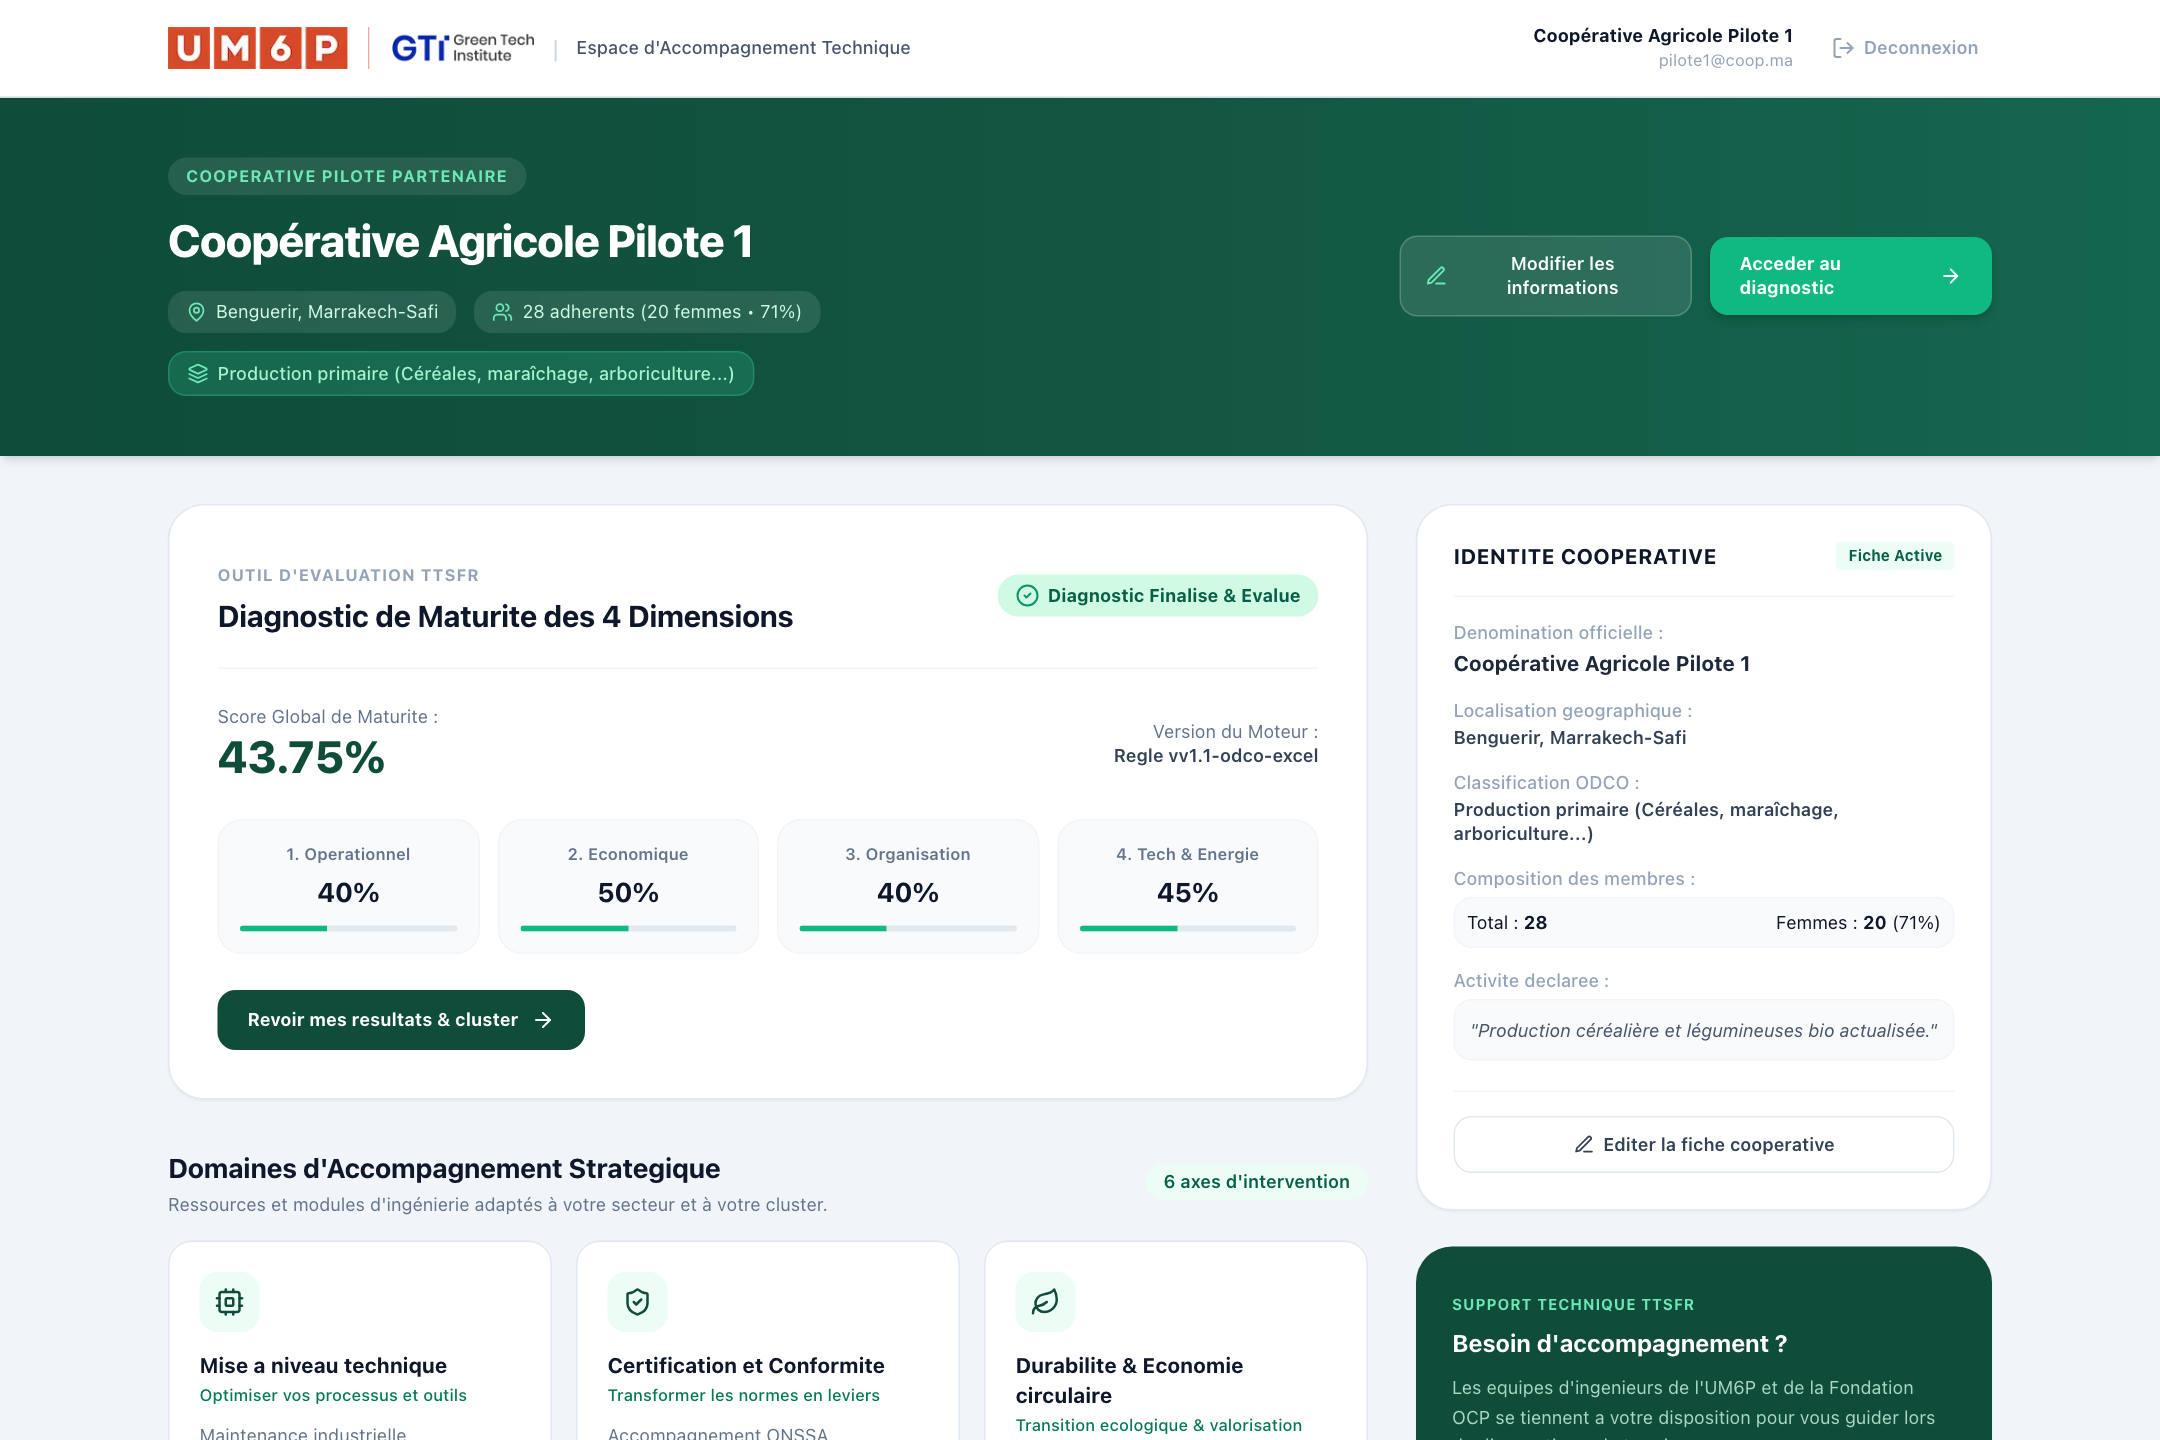 UM6P
GTi Green Tech Institute
Espace d'Accompagnement Technique
Coopérative Agricole Pilote 1
pilote1@coop.ma
Deconnexion
COOPERATIVE PILOTE PARTENAIRE
Coopérative Agricole Pilote 1
Benguerir, Marrakech-Safi
28 adherents (20 femmes • 71%)
Production primaire (Céréales, maraîchage, arboriculture...)
Modifier les
informations
Acceder au
diagnostic
OUTIL D'EVALUATION TTSFR
Diagnostic de Maturite des 4 Dimensions
Diagnostic Finalise & Evalue
Score Global de Maturite :
43.75%
Version du Moteur :
Regle vv1.1-odco-excel
1. Operationnel
40%
2. Economique
50%
3. Organisation
40%
4. Tech & Energie
45%
Revoir mes resultats & cluster
IDENTITE COOPERATIVE
Fiche Active
Denomination officielle :
Coopérative Agricole Pilote 1
Localisation geographique :
Benguerir, Marrakech-Safi
Classification ODCO :
Production primaire (Céréales, maraîchage,
arboriculture...)
Composition des membres :
Total : 28
Femmes : 20 (71%)
Activite declaree :
"Production céréalière et légumineuses bio actualisée."
Editer la fiche cooperative
Domaines d'Accompagnement Strategique
Ressources et modules d'ingénierie adaptés à votre secteur et à votre cluster.
6 axes d'intervention
Mise a niveau technique
Optimiser vos processus et outils
Maintenance industrielle
Certification et Conformite
Transformer les normes en leviers
Accompagnement ONSSA
Durabilite & Economie
circulaire
Transition ecologique & valorisation
SUPPORT TECHNIQUE TTSFR
Besoin d'accompagnement ?
Les equipes d'ingenieurs de l'UM6P et de la Fondation
OCP se tiennent a votre disposition pour vous guider lors